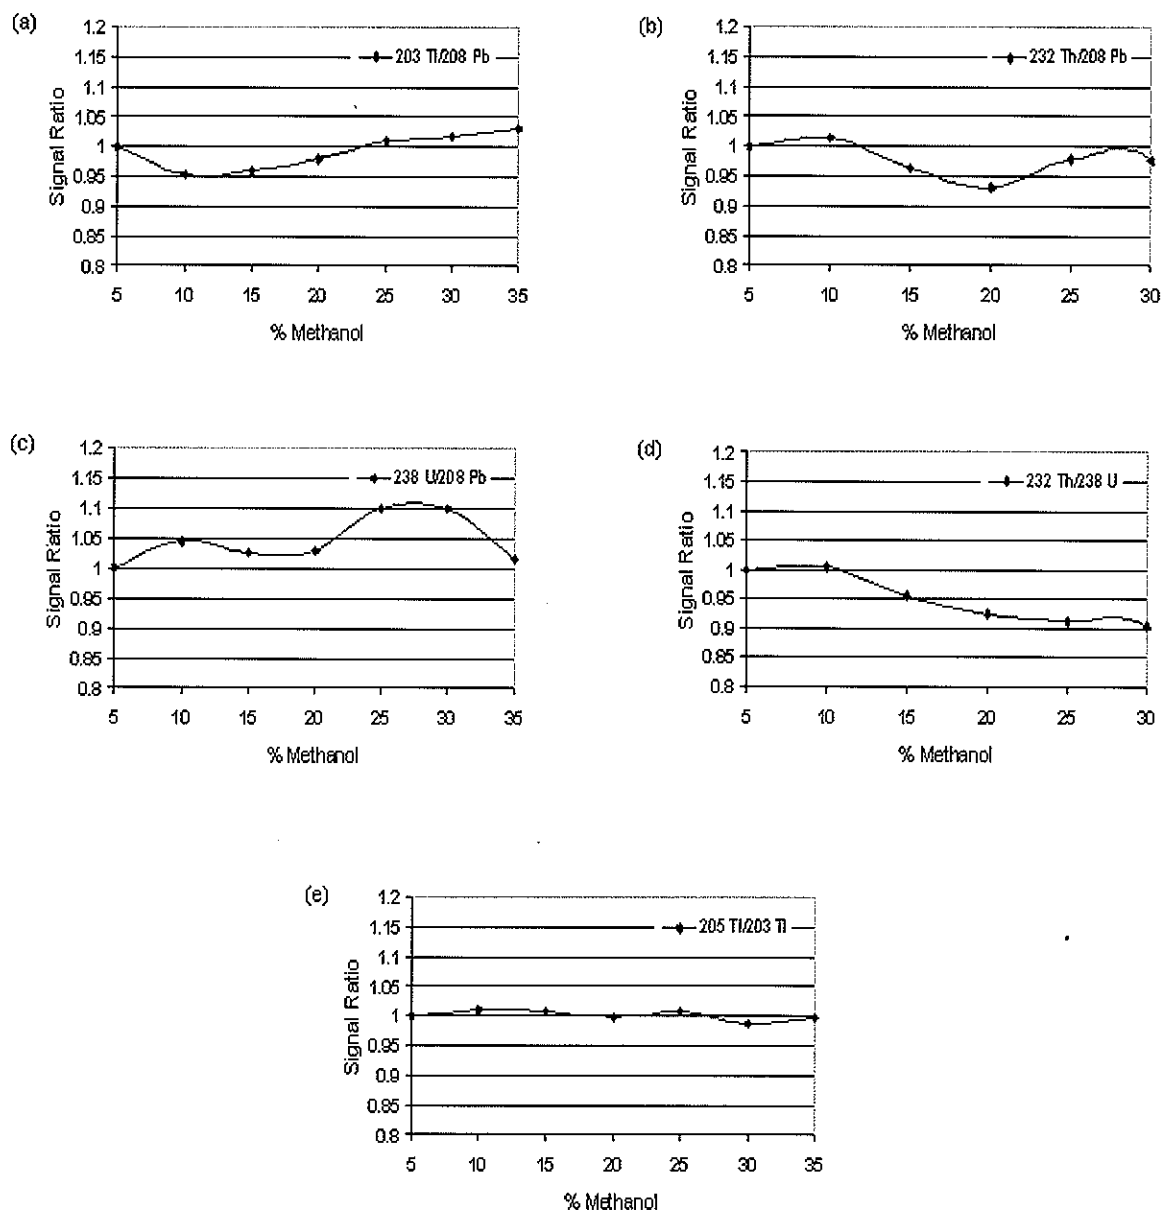 (a)
1.2
1.15
1.1
1.05
1
0.95
0.9
0.85
0.8
Signal Ratio
203 Tl/208 Pb
5 10 15 20 25 30 35
% Methanol
(b)
1.2
1.15
1.1
1.05
1
0.95
0.9
0.85
0.8
Signal Ratio
232 Th/208 Pb
5 10 15 20 25 30
% Methanol
(c)
1.2
1.15
1.1
1.05
1
0.95
0.9
0.85
0.8
Signal Ratio
238 U/208 Pb
5 10 15 20 25 30 35
% Methanol
(d)
1.2
1.15
1.1
1.05
1
0.95
0.9
0.85
0.8
Signal Ratio
232 Th/238 U
5 10 15 20 25 30
% Methanol
(e)
1.2
1.15
1.1
1.05
1
0.95
0.9
0.85
0.8
Signal Ratio
205 Tl/203 Tl
5 10 15 20 25 30 35
% Methanol